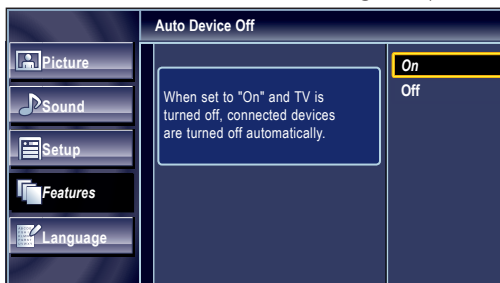 Auto Device Off
Picture
Sound
Setup
Features
Language
When set to "On" and TV is
turned off, connected devices
are turned off automatically.
On
Off